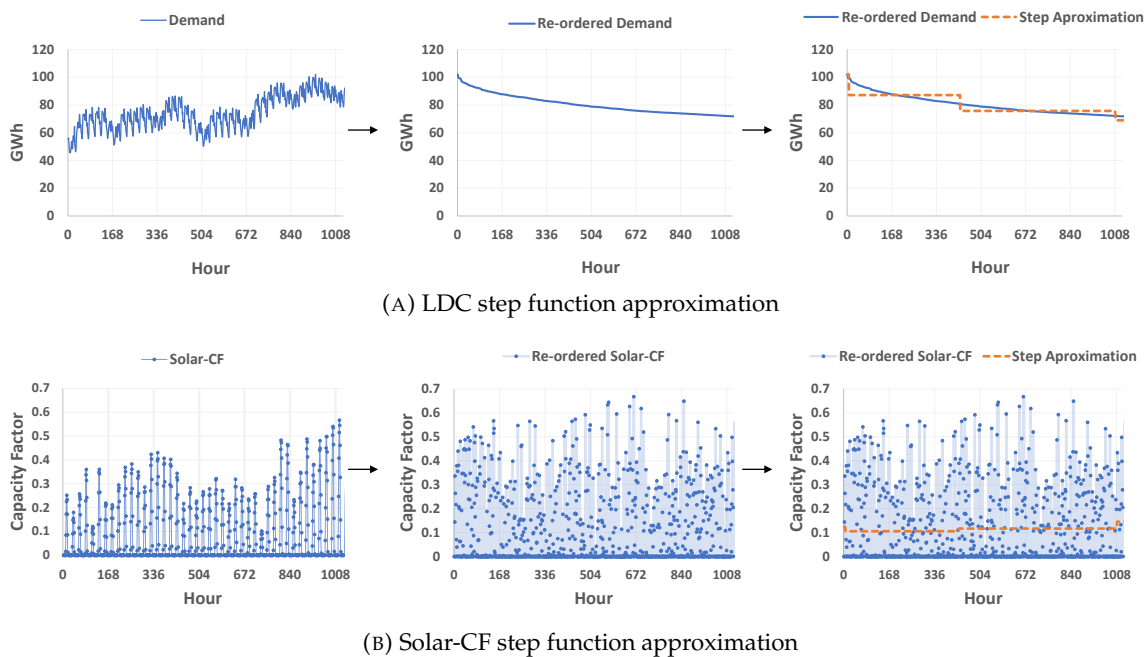 Demand
Re-ordered Demand
Re-ordered Demand Step Aproximation
120
100
80
60
40
20
0
GWh
0 168 336 504 672 840 1008
Hour
120
100
80
60
40
20
0
GWh
0 168 336 504 672 840 1008
Hour
120
100
80
60
40
20
0
GWh
0 168 336 504 672 840 1008
Hour
(A) LDC step function approximation
Solar-CF
Re-ordered Solar-CF
Re-ordered Solar-CF Step Aproximation
0.7
0.6
0.5
0.4
0.3
0.2
0.1
0
Capacity Factor
0 168 336 504 672 840 1008
Hour
0.7
0.6
0.5
0.4
0.3
0.2
0.1
0
Capacity Factor
0 168 336 504 672 840 1008
Hour
0.7
0.6
0.5
0.4
0.3
0.2
0.1
0
Capacity Factor
0 168 336 504 672 840 1008
Hour
(B) Solar-CF step function approximation